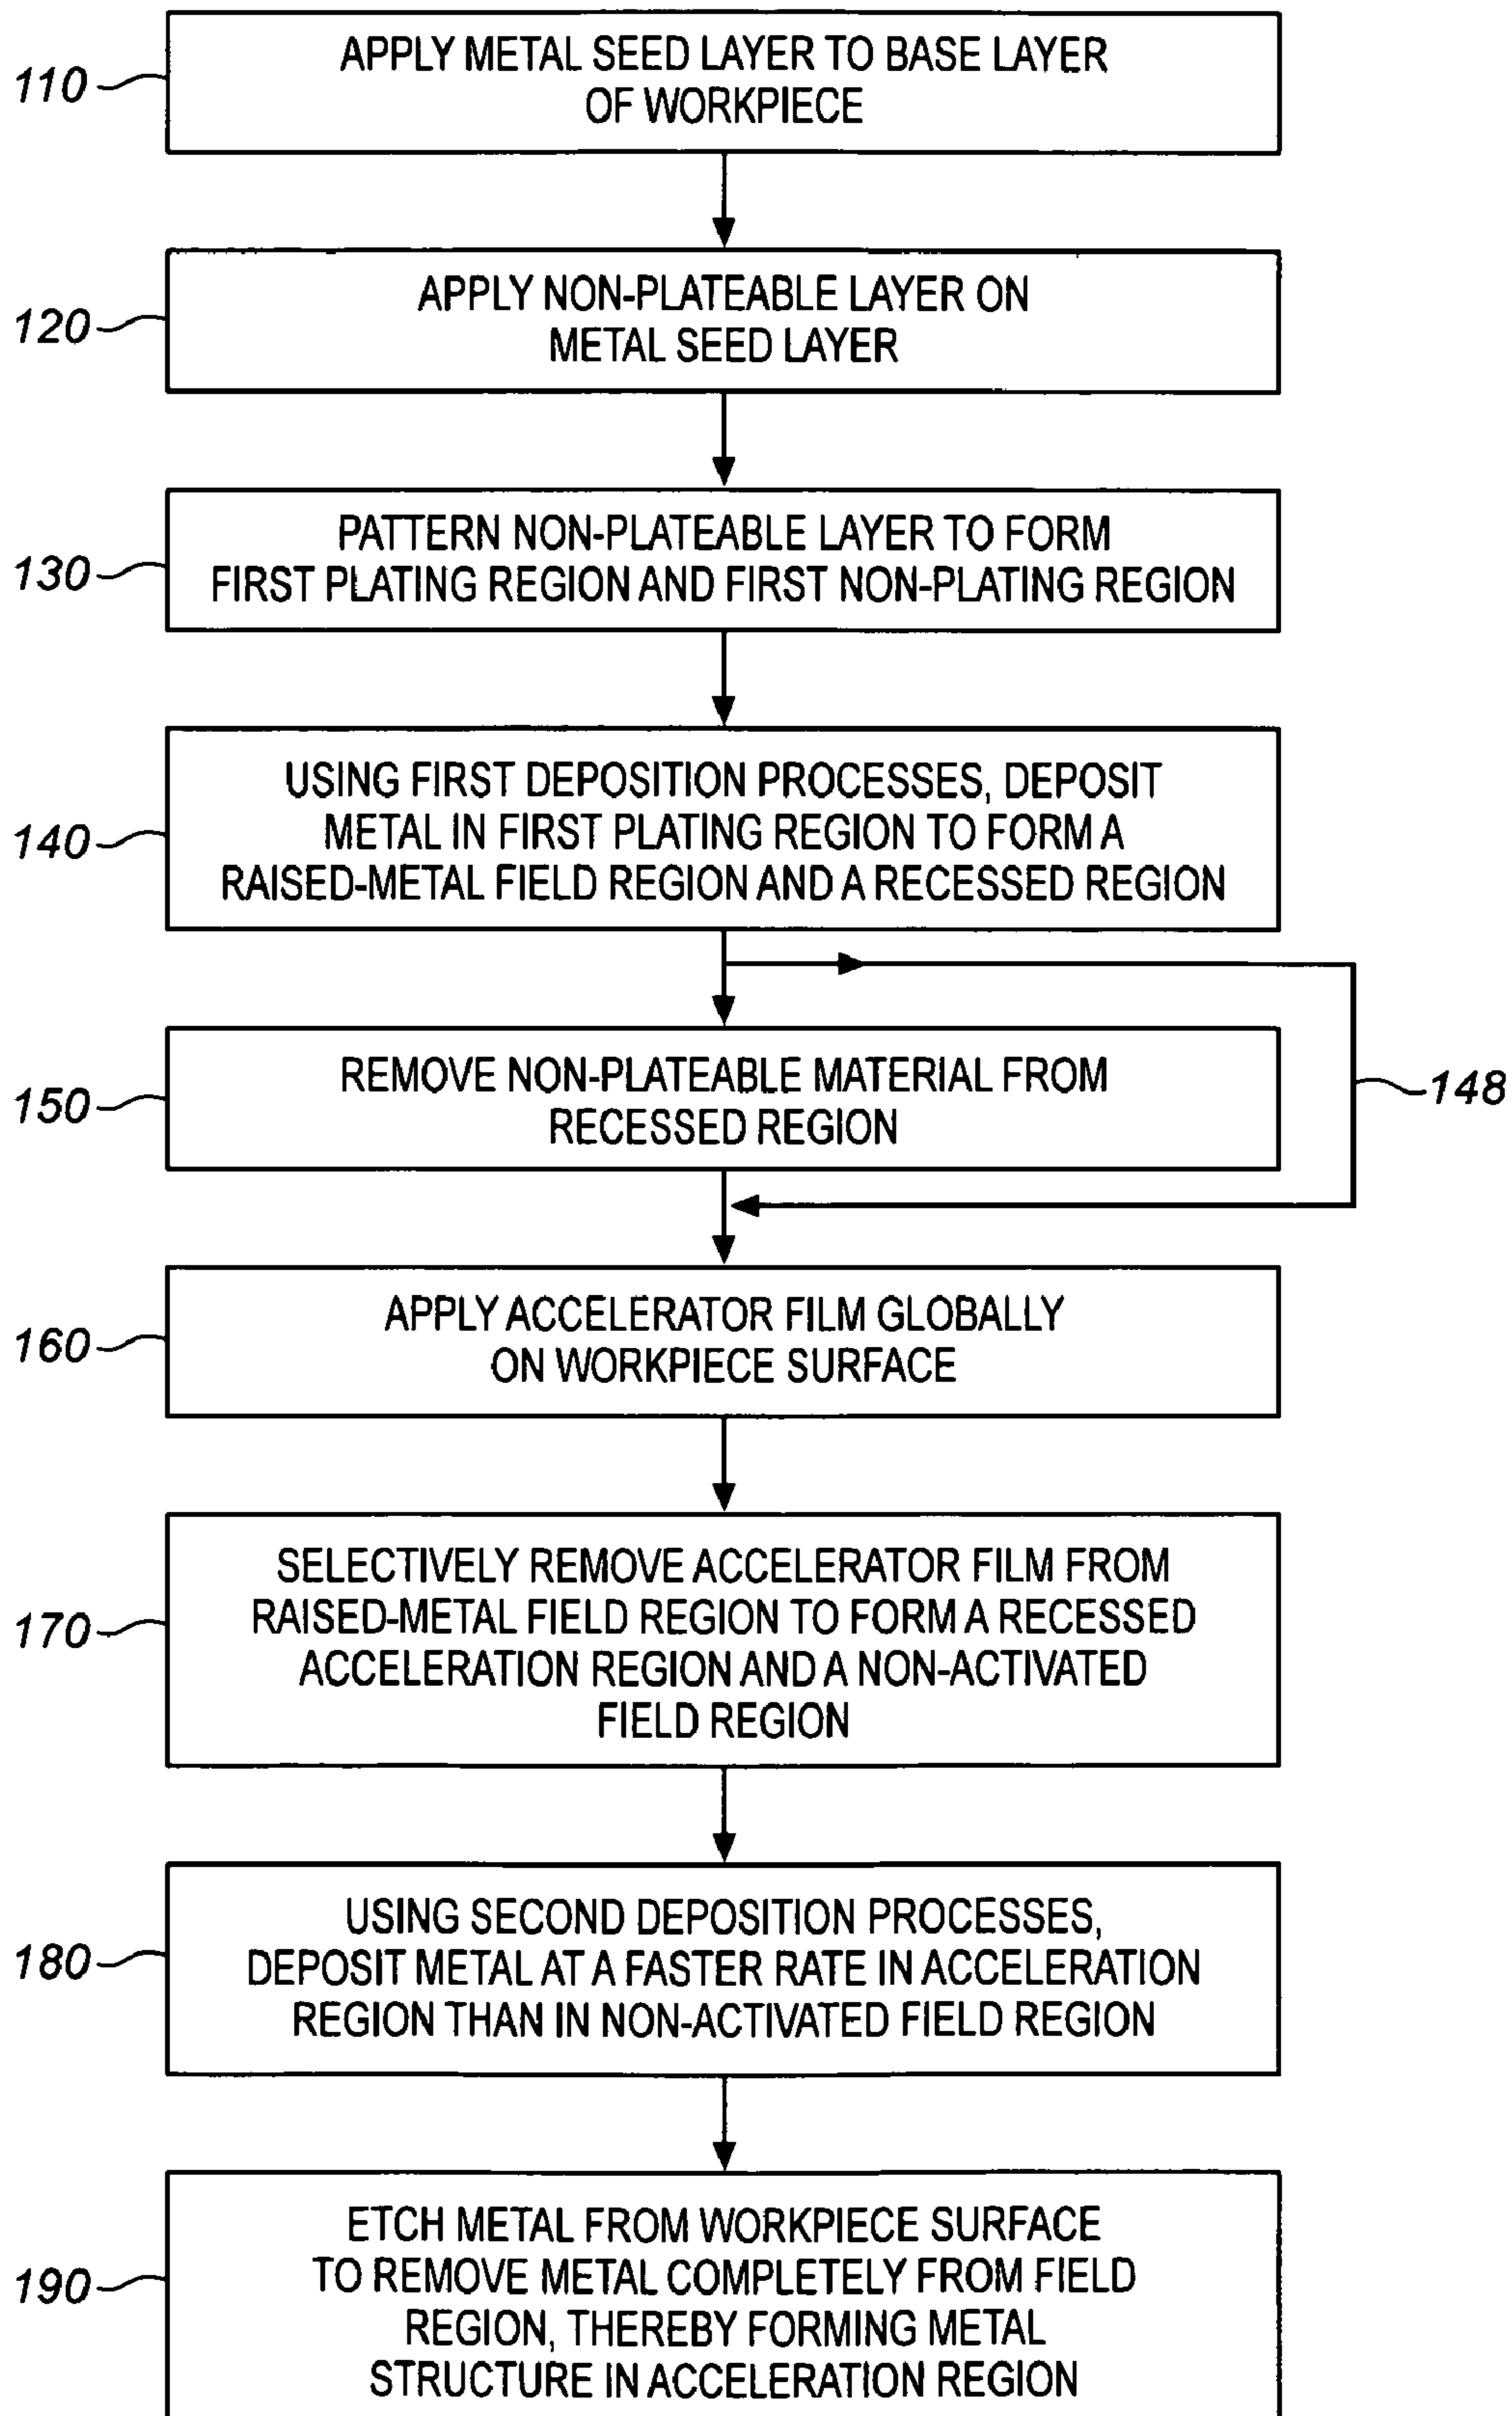 110
APPLY METAL SEED LAYER TO BASE LAYER
OF WORKPIECE
120
APPLY NON-PLATEABLE LAYER ON
METAL SEED LAYER
130
PATTERN NON-PLATEABLE LAYER TO FORM
FIRST PLATING REGION AND FIRST NON-PLATING REGION
140
USING FIRST DEPOSITION PROCESSES, DEPOSIT
METAL IN FIRST PLATING REGION TO FORM A
RAISED-METAL FIELD REGION AND A RECESSED REGION
148
150
REMOVE NON-PLATEABLE MATERIAL FROM
RECESSED REGION
160
APPLY ACCELERATOR FILM GLOBALLY
ON WORKPIECE SURFACE
170
SELECTIVELY REMOVE ACCELERATOR FILM FROM
RAISED-METAL FIELD REGION TO FORM A RECESSED
ACCELERATION REGION AND A NON-ACTIVATED
FIELD REGION
180
USING SECOND DEPOSITION PROCESSES,
DEPOSIT METAL AT A FASTER RATE IN ACCELERATION
REGION THAN IN NON-ACTIVATED FIELD REGION
190
ETCH METAL FROM WORKPIECE SURFACE
TO REMOVE METAL COMPLETELY FROM FIELD
REGION, THEREBY FORMING METAL
STRUCTURE IN ACCELERATION REGION